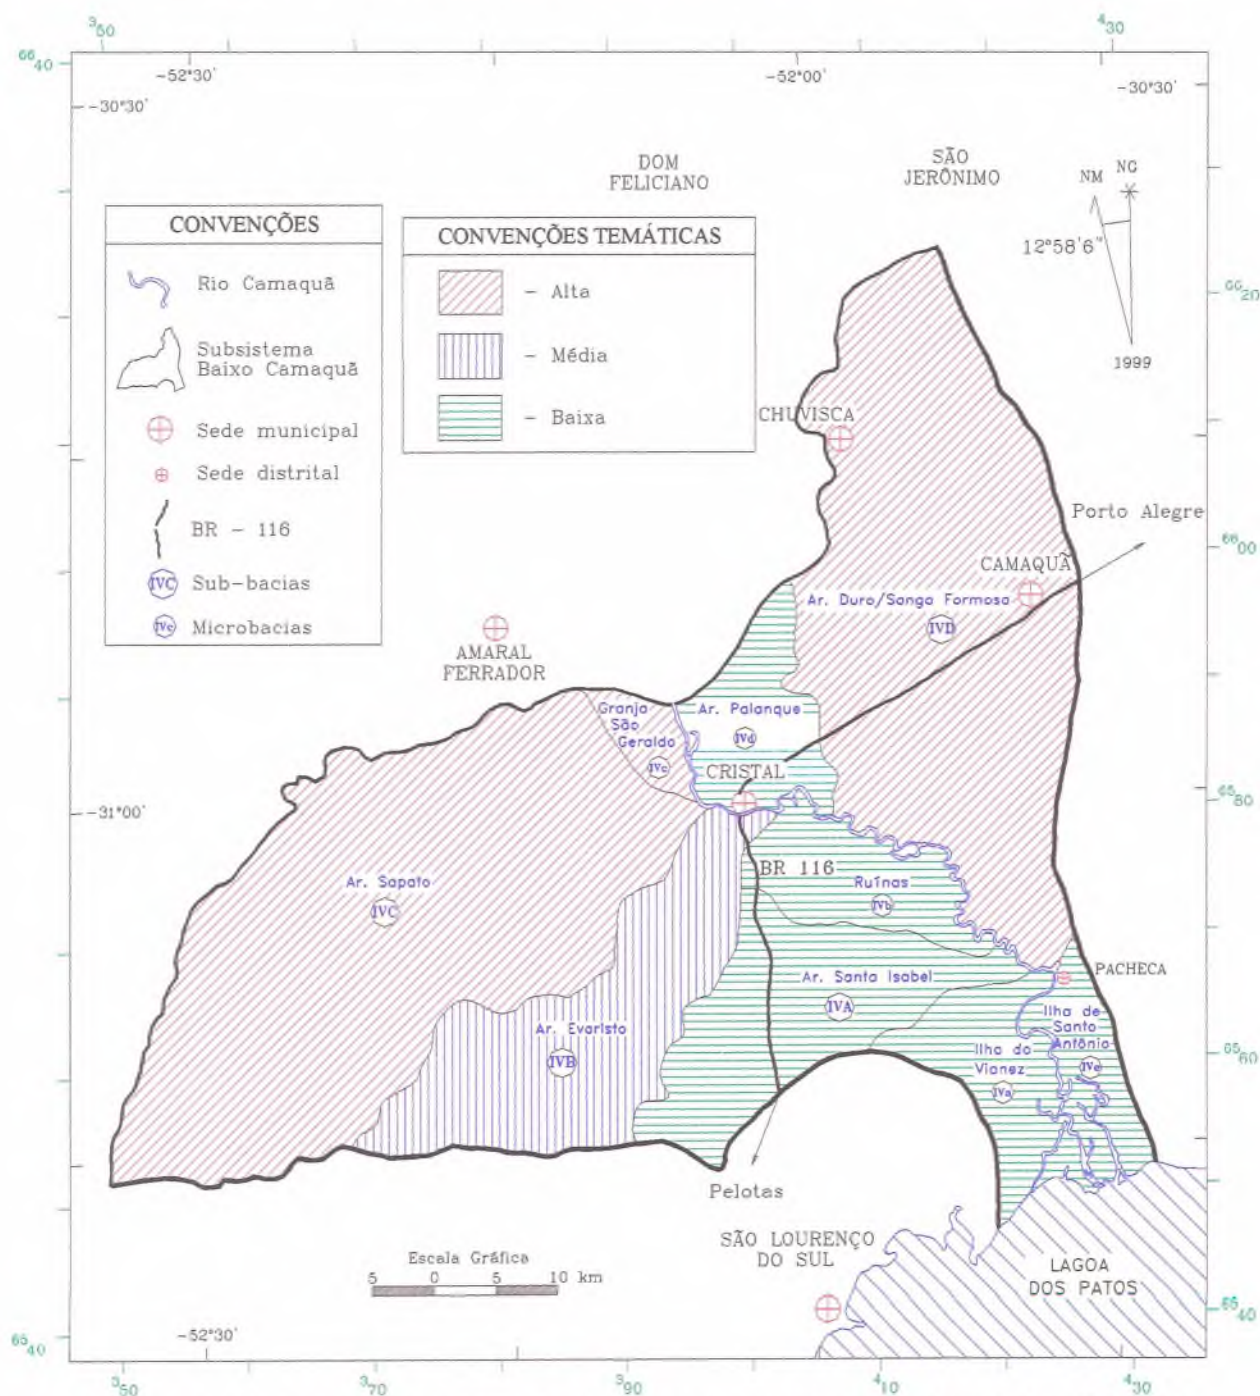 ³50
⁴30
⁶⁶40
-52°30'
-52°00'
-30°30'
-30°30'
DOM
FELICIANO
SÃO
JERÔNIMO
NM NG
12°58'6"
1999
CONVENÇÕES
Rio Camaquã
Subsistema
Baixo Camaquã
Sede municipal
Sede distrital
BR - 116
IVC Sub-bacias
IVe Microbacias
CONVENÇÕES TEMÁTICAS
- Alta
- Média
- Baixa
⁶⁶20
CHUVISCA
Porto Alegre
⁶⁶00
CAMAQUÃ
Ar. Duro/Sanga Formosa
IVD
AMARAL
FERRADOR
Granja
São
Geraldo
IVc
Ar. Palanque
IVd
CRISTAL
-31°00'
⁶⁵80
BR 116
Ar. Sapato
IVC
Ruínas
IVb
Ar. Santa Isabel
IVA
PACHECA
Ar. Evaristo
IVB
Ilha de
Santo
Antônio
IVe
Ilha do
Vianez
IVa
⁶⁵60
Pelotas
SÃO LOURENÇO
DO SUL
LAGOA
DOS PATOS
Escala Gráfica
5 0 5 10 km
-52°30'
⁶⁵40
⁶⁵40
³50
³70
³90
⁴10
⁴30